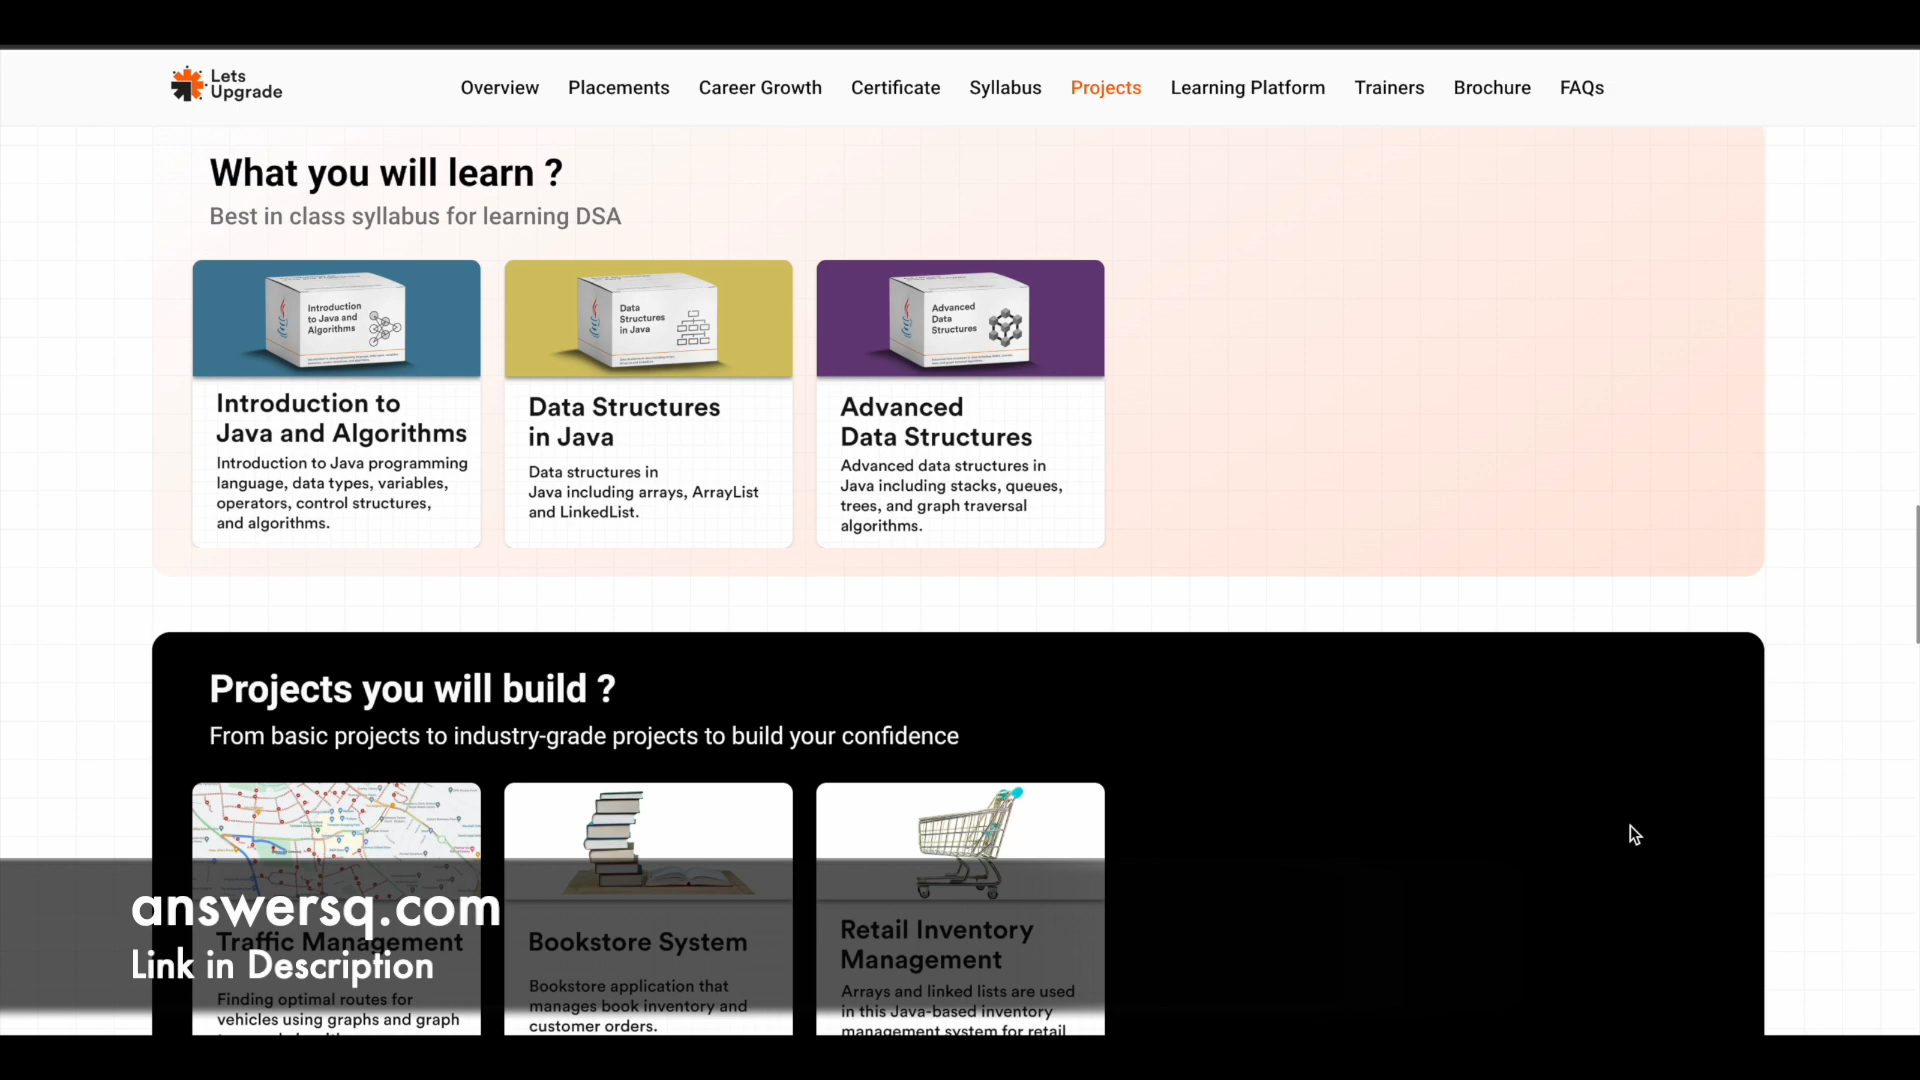 Lets
Upgrade
Overview Placements Career Growth Certificate Syllabus Projects Learning Platform Trainers Brochure FAQs
What you will learn ?
Best in class syllabus for learning DSA
Introduction
to Java and
Algorithms
Data
Structures
in Java
Advanced
Data
Structures
Introduction to
Java and Algorithms
Introduction to Java programming
language, data types, variables,
operators, control structures,
and algorithms.
Data Structures
in Java
Data structures in
Java including arrays, ArrayList
and LinkedList.
Advanced
Data Structures
Advanced data structures in
Java including stacks, queues,
trees, and graph traversal
algorithms.
Projects you will build ?
From basic projects to industry-grade projects to build your confidence
answersq.com
Link in Description
Traffic Management
Finding optimal routes for
vehicles using graphs and graph
Bookstore System
Bookstore application that
manages book inventory and
customer orders.
Retail Inventory
Management
Arrays and linked lists are used
in this Java-based inventory
management system for retail